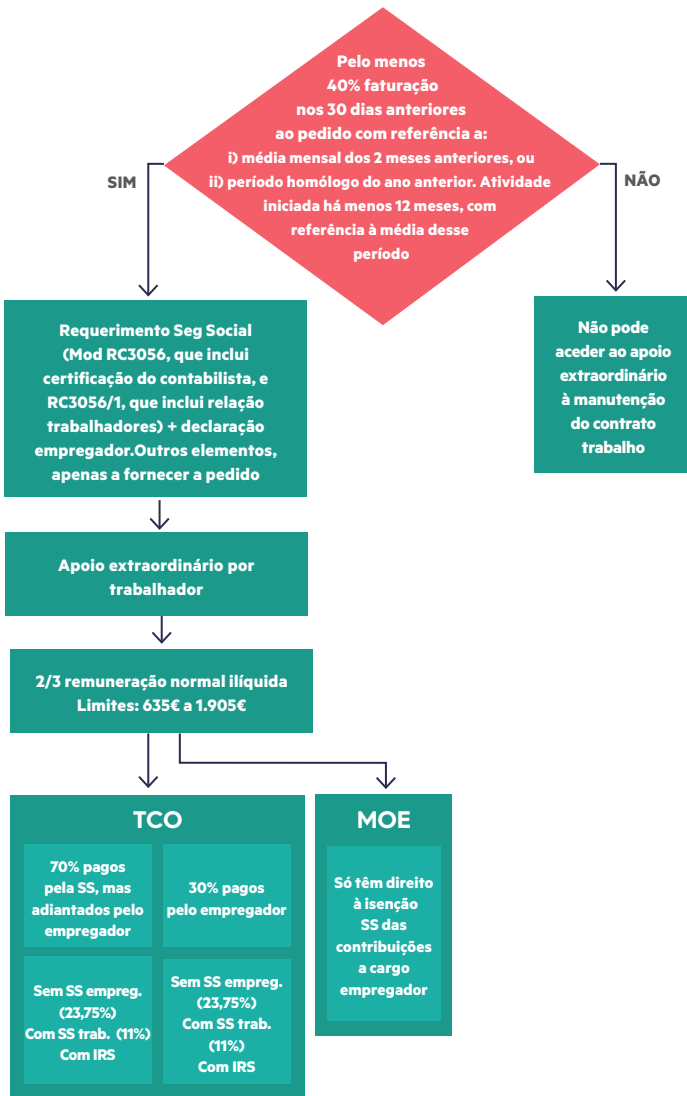 Pelo menos
40% faturação
nos 30 dias anteriores
ao pedido com referência a:
i) média mensal dos 2 meses anteriores, ou
ii) período homólogo do ano anterior. Atividade
iniciada há menos 12 meses, com
referência à média desse
período
SIM
NÃO
Requerimento Seg Social
(Mod RC3056, que inclui
certificação do contabilista, e
RC3056/1, que inclui relação
trabalhadores) + declaração
empregador.Outros elementos,
apenas a fornecer a pedido
Não pode
aceder ao apoio
extraordinário
à manutenção
do contrato
trabalho
Apoio extraordinário por
trabalhador
2/3 remuneração normal ilíquida
Limites: 635€ a 1.905€
TCO
70% pagos
pela SS, mas
adiantados pelo
empregador
30% pagos
pelo empregador
Sem SS empreg.
(23,75%)
Com SS trab. (11%)
Com IRS
Sem SS empreg.
(23,75%)
Com SS trab.
(11%)
Com IRS
MOE
Só têm direito
à isenção
SS das
contribuições
a cargo
empregador